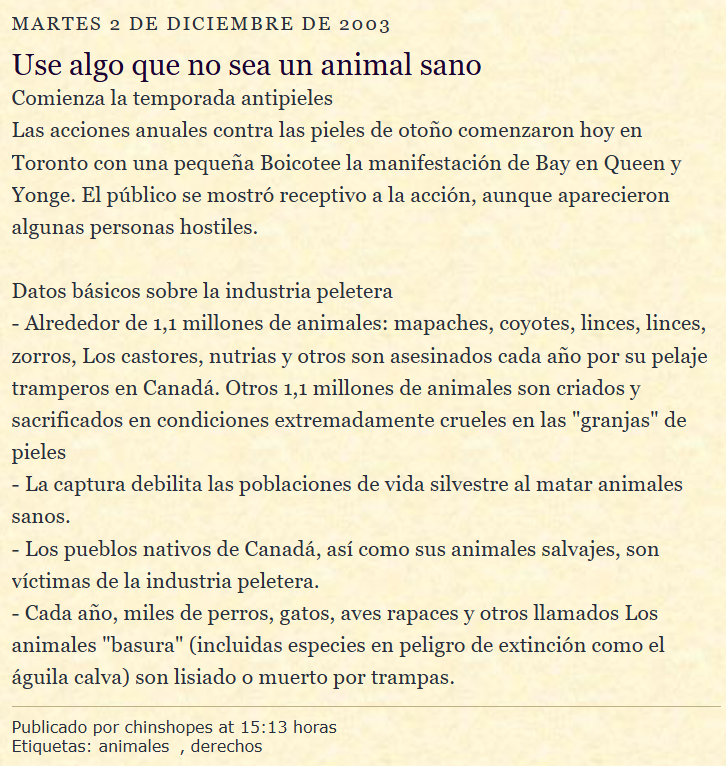 MARTES 2 DE DICIEMBRE DE 2003
Use algo que no sea un animal sano
Comienza la temporada antipieles
Las acciones anuales contra las pieles de otoño comenzaron hoy en
Toronto con una pequeña Boicotee la manifestación de Bay en Queen y
Yonge. El público se mostró receptivo a la acción, aunque aparecieron
algunas personas hostiles.
Datos básicos sobre la industria peletera
- Alrededor de 1,1 millones de animales: mapaches, coyotes, linces, linces,
zorros, Los castores, nutrias y otros son asesinados cada año por su pelaje
tramperos en Canadá. Otros 1,1 millones de animales son criados y
sacrificados en condiciones extremadamente crueles en las "granjas" de
pieles
- La captura debilita las poblaciones de vida silvestre al matar animales
sanos.
- Los pueblos nativos de Canadá, así como sus animales salvajes, son
víctimas de la industria peletera.
- Cada año, miles de perros, gatos, aves rapaces y otros llamados Los
animales "basura" (incluidas especies en peligro de extinción como el
águila calva) son lisiado o muerto por trampas.
Publicado por chinshopes at 15:13 horas
Etiquetas: animales , derechos